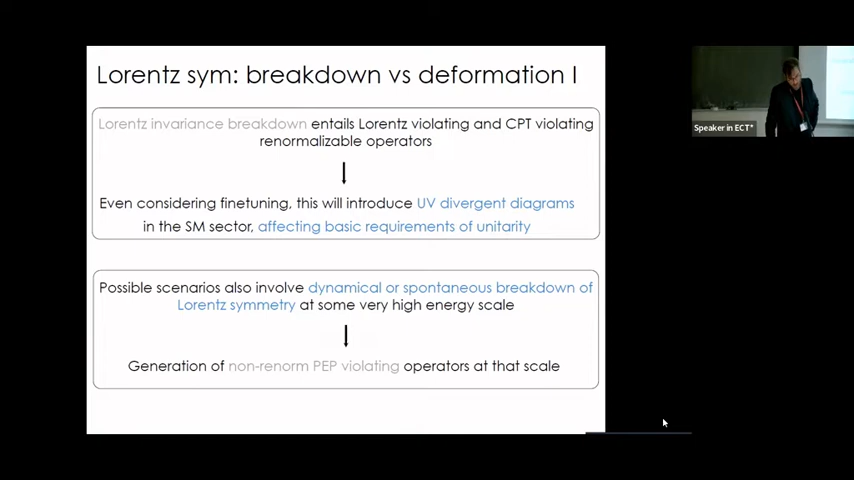 Lorentz sym: breakdown vs deformation I
Lorentz invariance breakdown entails Lorentz violating and CPT violating
renormalizable operators
Even considering finetuning, this will introduce UV divergent diagrams
in the SM sector, affecting basic requirements of unitarity
Possible scenarios also involve dynamical or spontaneous breakdown of
Lorentz symmetry at some very high energy scale
Generation of non-renorm PEP violating operators at that scale
Speaker in ECT*